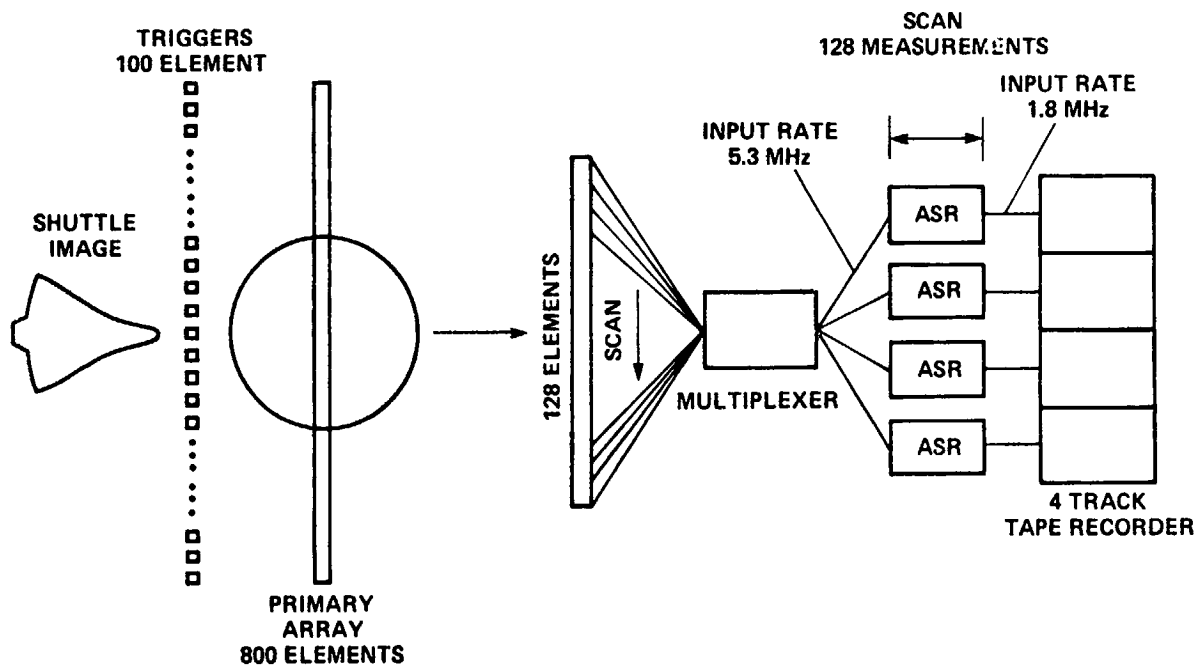 TRIGGERS
100 ELEMENT
SHUTTLE
IMAGE
PRIMARY
ARRAY
800 ELEMENTS
128 ELEMENTS
SCAN
MULTIPLEXER
INPUT RATE
5.3 MHz
SCAN
128 MEASUREMENTS
INPUT RATE
1.8 MHz
ASR
ASR
ASR
ASR
4 TRACK
TAPE RECORDER